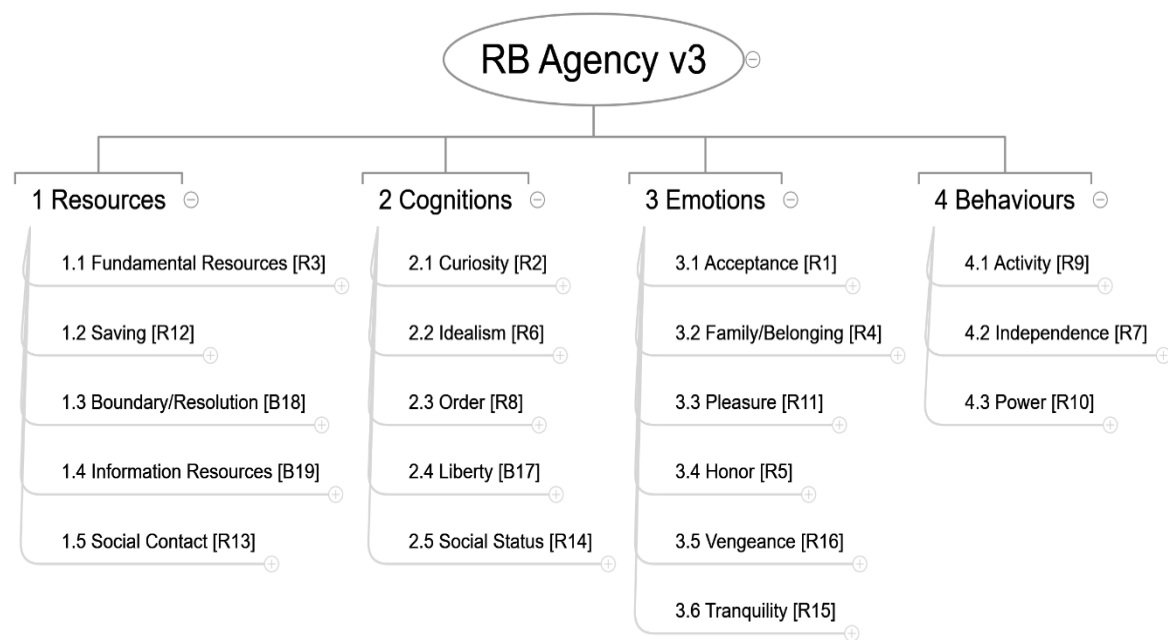 RB Agency v3
1 Resources
1.1 Fundamental Resources [R3]
1.2 Saving [R12]
1.3 Boundary/Resolution [B18]
1.4 Information Resources [B19]
1.5 Social Contact [R13]
2 Cognitions
2.1 Curiosity [R2]
2.2 Idealism [R6]
2.3 Order [R8]
2.4 Liberty [B17]
2.5 Social Status [R14]
3 Emotions
3.1 Acceptance [R1]
3.2 Family/Belonging [R4]
3.3 Pleasure [R11]
3.4 Honor [R5]
3.5 Vengeance [R16]
3.6 Tranquility [R15]
4 Behaviours
4.1 Activity [R9]
4.2 Independence [R7]
4.3 Power [R10]